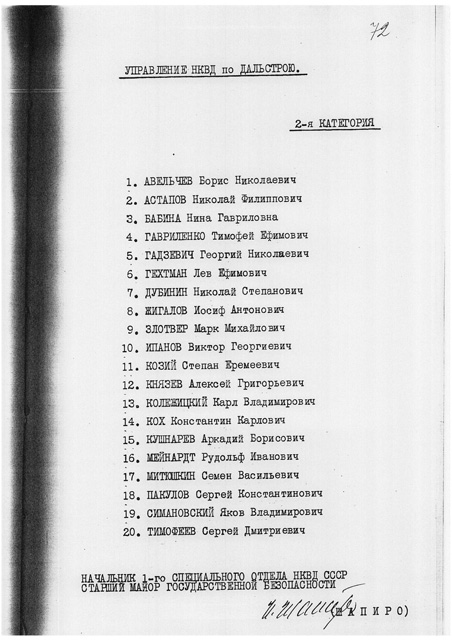 72
УПРАВЛЕНИЕ НКВД по ДАЛЬСТРОЮ.
2-я КАТЕГОРИЯ
1. АВЕЛЬЧЕВ Борис Николаевич
2. АСТАПОВ Николай Филиппович
3. БАБИНА Нина Гавриловна
4. ГАВРИЛЕНКО Тимофей Ефимович
5. ГАДЗЕВИЧ Георгий Николаевич
6. ГЕХТМАН Лев Ефимович
7. ДУБИНИН Николай Степанович
8. ЖИГАЛОВ Иосиф Антонович
9. ЗЛОТВЕР Марк Михайлович
10. ИПАНОВ Виктор Георгиевич
11. КОЗИЙ Степан Еремеевич
12. КНЯЗЕВ Алексей Григорьевич
13. КОЛЕЖИЦКИЙ Карл Владимирович
14. КОХ Константин Карлович
15. КУШНАРЕВ Аркадий Борисович
16. МЕЙНАРДТ Рудольф Иванович
17. МИТЮШКИН Семен Васильевич
18. ПАКУЛОВ Сергей Константинович
19. СИМАНОВСКИЙ Яков Владимирович
20. ТИМОФЕЕВ Сергей Дмитриевич
НАЧАЛЬНИК 1-го СПЕЦИАЛЬНОГО ОТДЕЛА НКВД СССР
СТАРШИЙ МАЙОР ГОСУДАРСТВЕННОЙ БЕЗОПАСНОСТИ
(ШАПИРО)